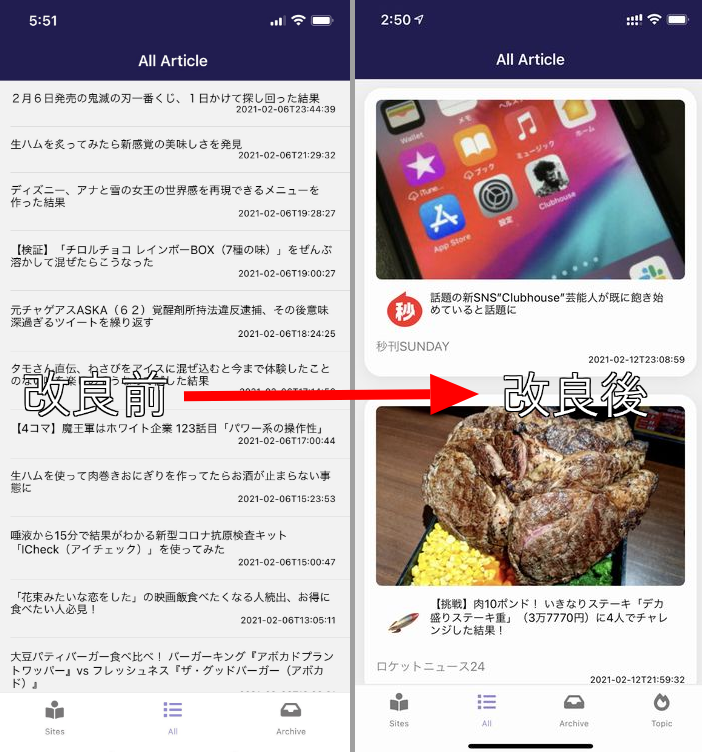 5:51
All Article
2月6日発売の鬼滅の刃一番くじ、1日かけて探し回った結果
2021-02-06T23:44:39
生ハムを炙ってみたら新感覚の美味しさを発見
2021-02-06T21:29:32
ディズニー、アナと雪の女王の世界感を再現できるメニューを
作った結果
2021-02-06T19:28:27
【検証】「チロルチョコ レインボーBOX（7種の味）」をぜんぶ
溶かして混ぜたらこうなった
2021-02-06T19:00:27
元チャゲアスASKA（６２）覚醒剤所持法違反逮捕、その後意味
深過ぎるツイートを繰り返す
2021-02-06T18:24:25
タモさん直伝、わさびをアイスに混ぜ込むと今まで体験したこと
結果
改良前
【4コマ】魔王軍はホワイト企業 123話目「パワー系の操作性」
2021-02-06T17:00:44
生ハムを使って肉巻きおにぎりを作ってたらお酒が止まらない事
態に
2021-02-06T15:23:53
唾液から15分で結果がわかる新型コロナ抗原検査キット
「ICheck（アイチェック）」を使ってみた
2021-02-06T15:00:47
「花束みたいな恋をした」の映画飯食べたくなる人続出、お得に
食べたい人必見！
2021-02-06T13:05:11
大豆パティバーガー食べ比べ！ バーガーキング『アボカドプラン
トワッパー』vs フレッシュネス『ザ・グッドバーガー（アボカ
ド）』
Sites
All
Archive
2:50
All Article
Wallet
メモ
ヘルスケア
ホーム
iTune...
ブック
ミュージック
App Store
設定
Clubhouse
秒
話題の新SNS”Clubhouse”芸能人が既に飽き始
めていると話題に
秒刊SUNDAY
2021-02-12T23:08:59
改良後
【挑戦】肉10ポンド！ いきなりステーキ「デカ
盛りステーキ重」（3万7770円）に4人でチャレ
ンジした結果！
ロケットニュース24
2021-02-12T21:59:32
Sites
All
Archive
Topic